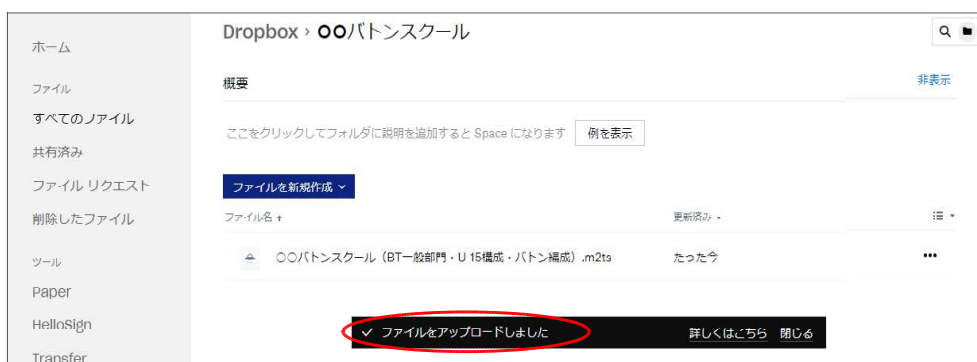 ホーム
ファイル
すべてのファイル
共有済み
ファイル リクエスト
削除したファイル
ツール
Paper
HelloSign
Transfer
Dropbox › 〇〇バトンスクール
概要
非表示
ここをクリックしてフォルダに説明を追加すると Space になります
例を表示
ファイルを新規作成
ファイル名 ↑
更新済み
〇〇バトンスクール（BT一般部門・U 15構成・バトン編成）.m2ts
たった今
•••
✓ ファイルをアップロードしました
詳しくはこちら 閉じる